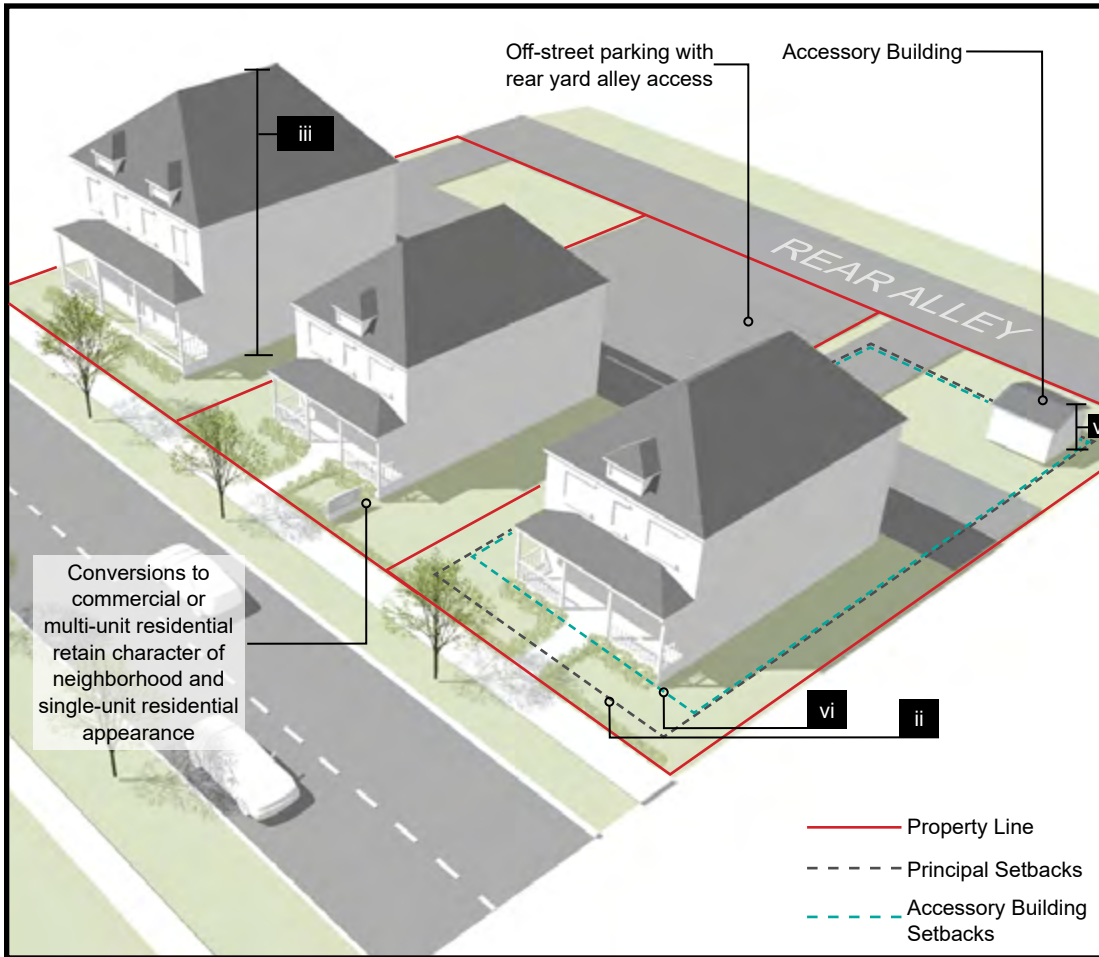 Off-street parking with
rear yard alley access
Accessory Building
iii
REAR ALLEY
v
Conversions to
commercial or
multi-unit residential
retain character of
neighborhood and
single-unit residential
appearance
vi
ii
Property Line
Principal Setbacks
Accessory Building
Setbacks